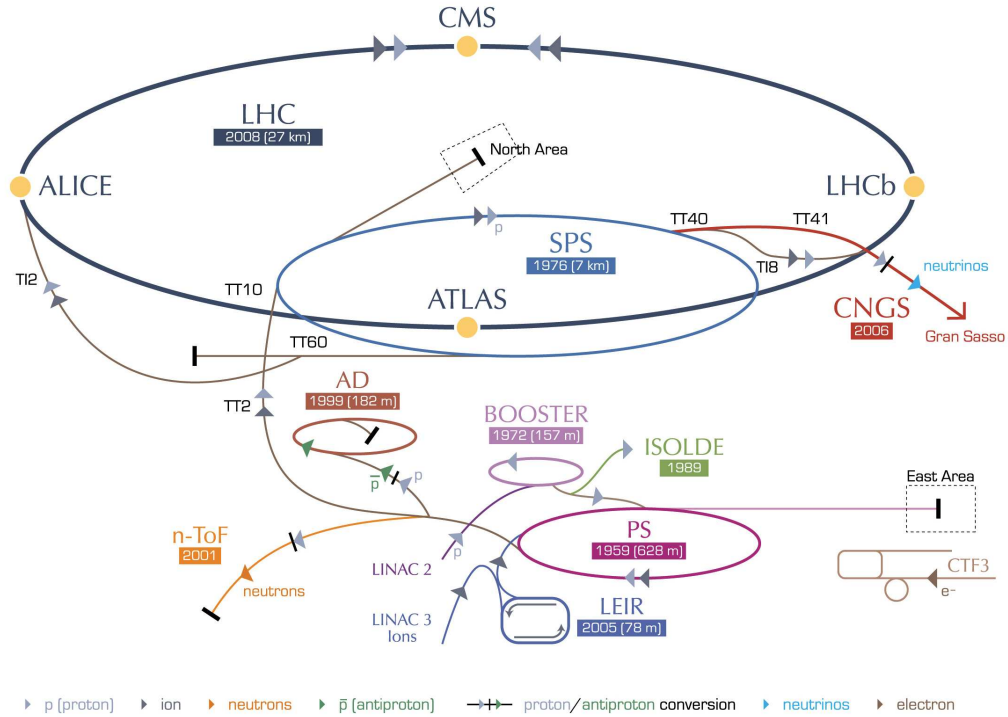 CMS
LHC
2008 (27 km)
North Area
ALICE
LHCb
TT40
TT41
SPS
1976 (7 km)
p
TI8
TI2
TT10
ATLAS
neutrinos
CNGS
2006
Gran Sasso
TT60
AD
1999 (182 m)
TT2
BOOSTER
1972 (157 m)
ISOLDE
1989
p̅
p
East Area
n-ToF
2001
neutrons
LINAC 2
p
PS
1959 (628 m)
CTF3
e-
LINAC 3
Ions
LEIR
2005 (78 m)
p (proton)
ion
neutrons
p̅ (antiproton)
proton/antiproton conversion
neutrinos
electron